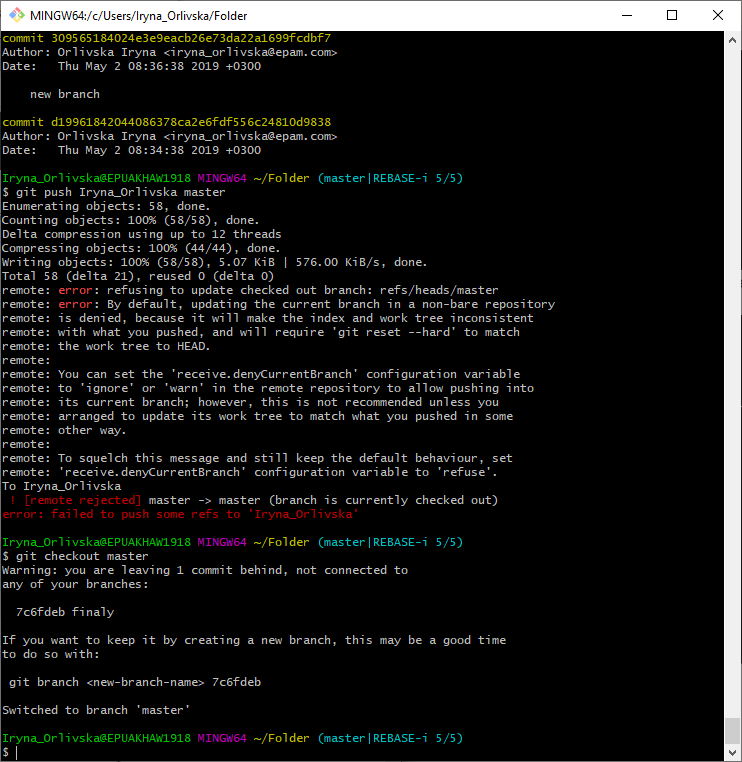 MINGW64:/c/Users/Iryna_Orlivska/Folder
commit 309565184024e3e9eacb26e73da22a1699fcdbf7
Author: Orlivska Iryna <iryna_orlivska@epam.com>
Date:   Thu May 2 08:36:38 2019 +0300
new branch
commit d19961842044086378ca2e6fdf556c24810d9838
Author: Orlivska Iryna <iryna_orlivska@epam.com>
Date:   Thu May 2 08:34:38 2019 +0300
Iryna_Orlivska@EPUAKHAW1918 MINGW64 ~/Folder (master|REBASE-i 5/5)
$ git push Iryna_Orlivska master
Enumerating objects: 58, done.
Counting objects: 100% (58/58), done.
Delta compression using up to 12 threads
Compressing objects: 100% (44/44), done.
Writing objects: 100% (58/58), 5.07 KiB | 576.00 KiB/s, done.
Total 58 (delta 21), reused 0 (delta 0)
remote: error: refusing to update checked out branch: refs/heads/master
remote: error: By default, updating the current branch in a non-bare repository
remote: is denied, because it will make the index and work tree inconsistent
remote: with what you pushed, and will require 'git reset --hard' to match
remote: the work tree to HEAD.
remote:
remote: You can set the 'receive.denyCurrentBranch' configuration variable
remote: to 'ignore' or 'warn' in the remote repository to allow pushing into
remote: its current branch; however, this is not recommended unless you
remote: arranged to update its work tree to match what you pushed in some
remote: other way.
remote:
remote: To squelch this message and still keep the default behaviour, set
remote: 'receive.denyCurrentBranch' configuration variable to 'refuse'.
To Iryna_Orlivska
 ! [remote rejected] master -> master (branch is currently checked out)
error: failed to push some refs to 'Iryna_Orlivska'
Iryna_Orlivska@EPUAKHAW1918 MINGW64 ~/Folder (master|REBASE-i 5/5)
$ git checkout master
Warning: you are leaving 1 commit behind, not connected to
any of your branches:
7c6fdeb finaly
If you want to keep it by creating a new branch, this may be a good time
to do so with:
git branch <new-branch-name> 7c6fdeb
Switched to branch 'master'
Iryna_Orlivska@EPUAKHAW1918 MINGW64 ~/Folder (master|REBASE-i 5/5)
$